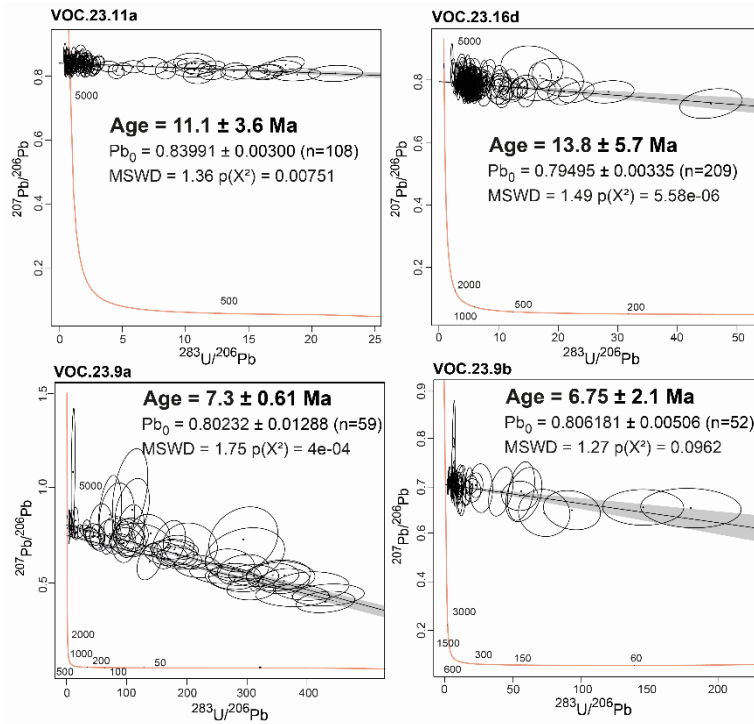 VOC.23.11a
Age = 11.1 ± 3.6 Ma
Pb₀ = 0.83991 ± 0.00300 (n=108)
MSWD = 1.36 p(X²) = 0.00751
5000
500
0.8
0.6
0.4
0.2
²⁰⁷Pb/²⁰⁶Pb
0 5 10 15 20 25
²⁸³U/²⁰⁶Pb
VOC.23.16d
5000
Age = 13.8 ± 5.7 Ma
Pb₀ = 0.79495 ± 0.00335 (n=209)
MSWD = 1.49 p(X²) = 5.58e-06
2000
1000
500
200
0.8
0.6
0.4
0.2
²⁰⁷Pb/²⁰⁶Pb
0 10 20 30 40 50
²⁸³U/²⁰⁶Pb
VOC.23.9a
Age = 7.3 ± 0.61 Ma
Pb₀ = 0.80232 ± 0.01288 (n=59)
MSWD = 1.75 p(X²) = 4e-04
5000
2000
1000
500
200
100
50
1.5
1.0
0.5
²⁰⁷Pb/²⁰⁶Pb
0 100 200 300 400
²⁸³U/²⁰⁶Pb
VOC.23.9b
Age = 6.75 ± 2.1 Ma
Pb₀ = 0.806181 ± 0.00506 (n=52)
MSWD = 1.27 p(X²) = 0.0962
5000
3000
1500
600
300
150
60
0.9
0.7
0.4
0.2
²⁰⁷Pb/²⁰⁶Pb
0 50 100 150 200
²⁸³U/²⁰⁶Pb